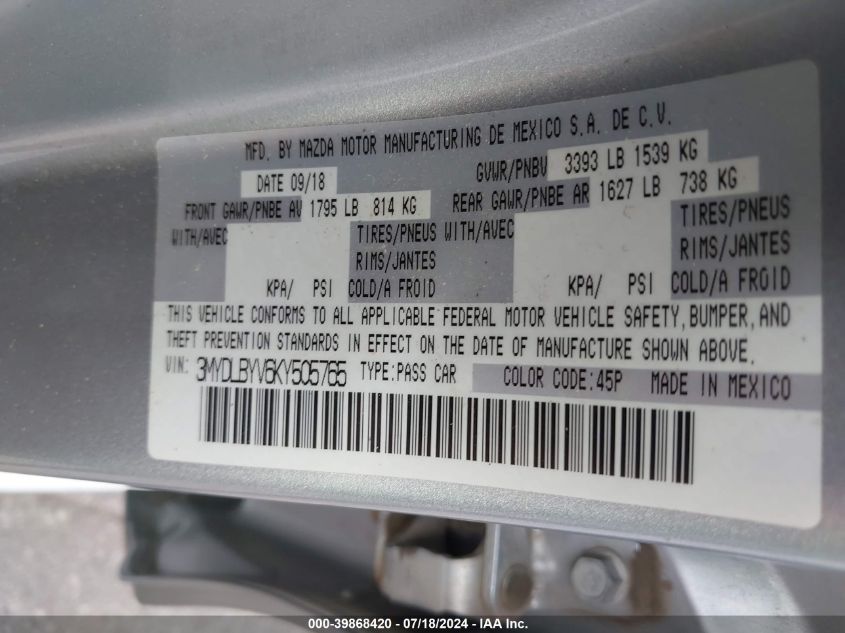 MFD. BY MAZDA MOTOR MANUFACTURING DE MEXICO S.A. DE C.V.
DATE 09/18 GVWR/PNBV 3393 LB 1539 KG
FRONT GAWR/PNBE AV 1795 LB 814 KG REAR GAWR/PNBE AR 1627 LB 738 KG
WITH/AVEC TIRES/PNEUS WITH/AVEC TIRES/PNEUS
RIMS/JANTES RIMS/JANTES
KPA/ PSI COLD/A FROID KPA/ PSI COLD/A FROID
THIS VEHICLE CONFORMS TO ALL APPLICABLE FEDERAL MOTOR VEHICLE SAFETY, BUMPER, AND
THEFT PREVENTION STANDARDS IN EFFECT ON THE DATE OF MANUFACTURE SHOWN ABOVE.
VIN: 3MYDLBYV6KY505765 TYPE:PASS CAR COLOR CODE:45P MADE IN MEXICO
000-39868420 - 07/18/2024 - IAA Inc.